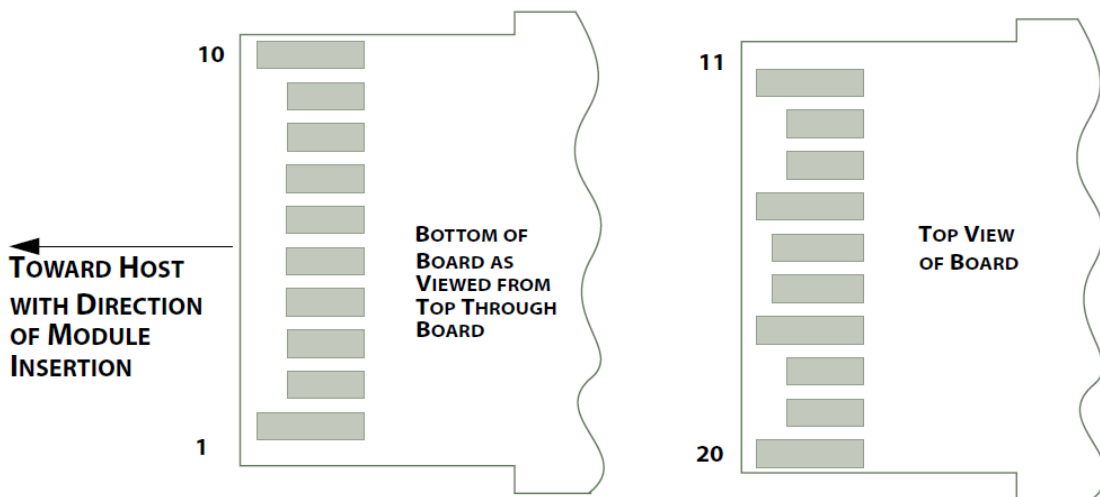 10
BOTTOM OF
BOARD AS
VIEWED FROM
TOP THROUGH
BOARD
TOWARD HOST
WITH DIRECTION
OF MODULE
INSERTION
1
11
TOP VIEW
OF BOARD
20